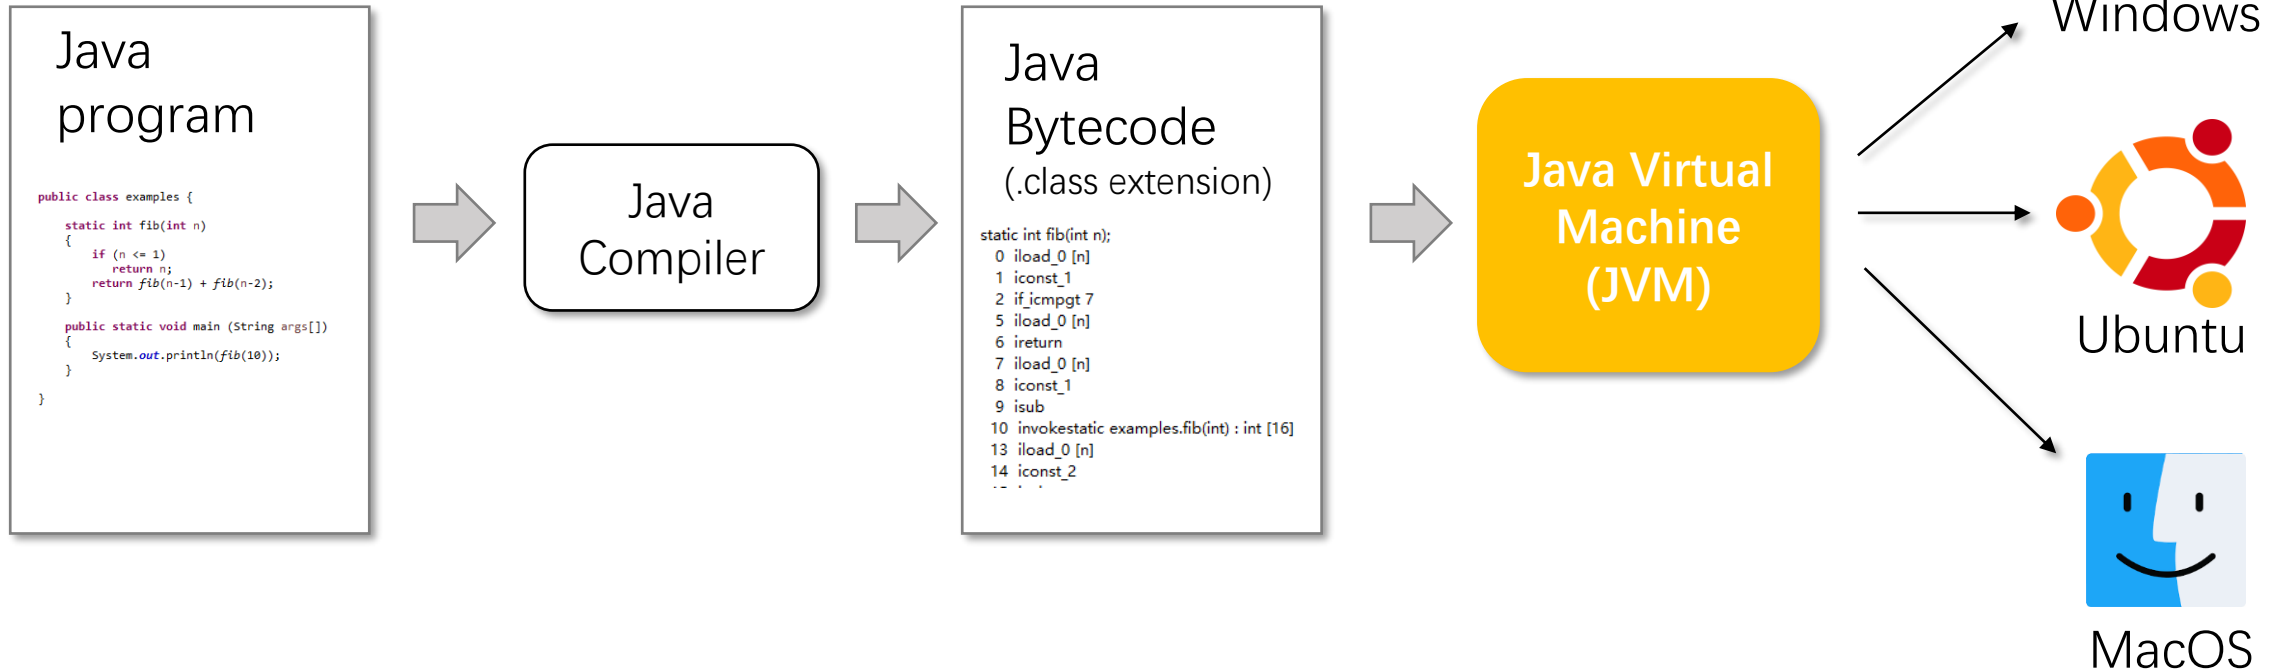 Java
program
public class examples {
static int fib(int n)
{
if (n <= 1)
return n;
return fib(n-1) + fib(n-2);
}
public static void main (String args[])
{
System.out.println(fib(10));
}
}
Java
Compiler
Java
Bytecode
(.class extension)
static int fib(int n);
0 iload_0 [n]
1 iconst_1
2 if_icmpgt 7
5 iload_0 [n]
6 ireturn
7 iload_0 [n]
8 iconst_1
9 isub
10 invokestatic examples.fib(int) : int [16]
13 iload_0 [n]
14 iconst_2
Java Virtual
Machine
(JVM)
Windows
Ubuntu
MacOS